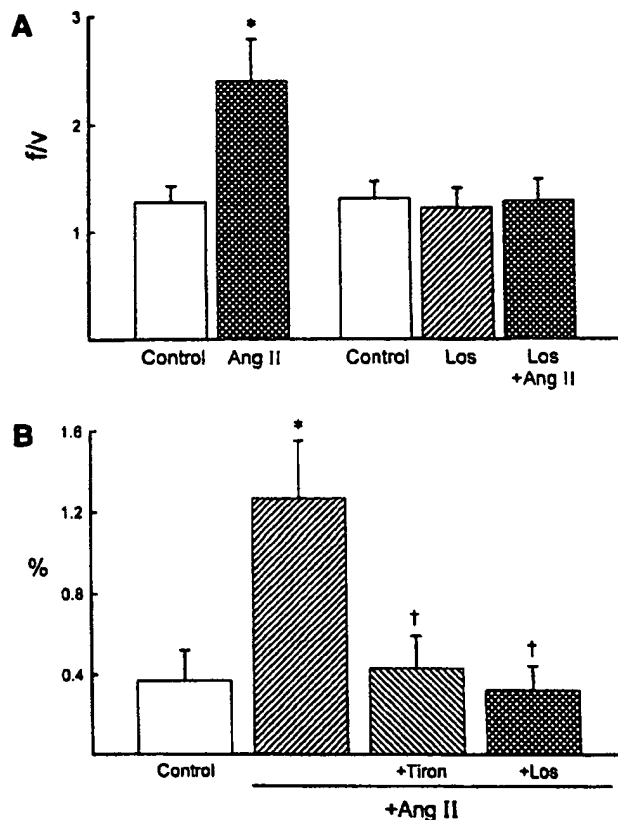 A
*
3
2
f/v
1
Control Ang II Control Los Los
+Ang II
B
1.6
*
1.2
%
0.8
† †
0.4
Control +Tiron +Los
+Ang II